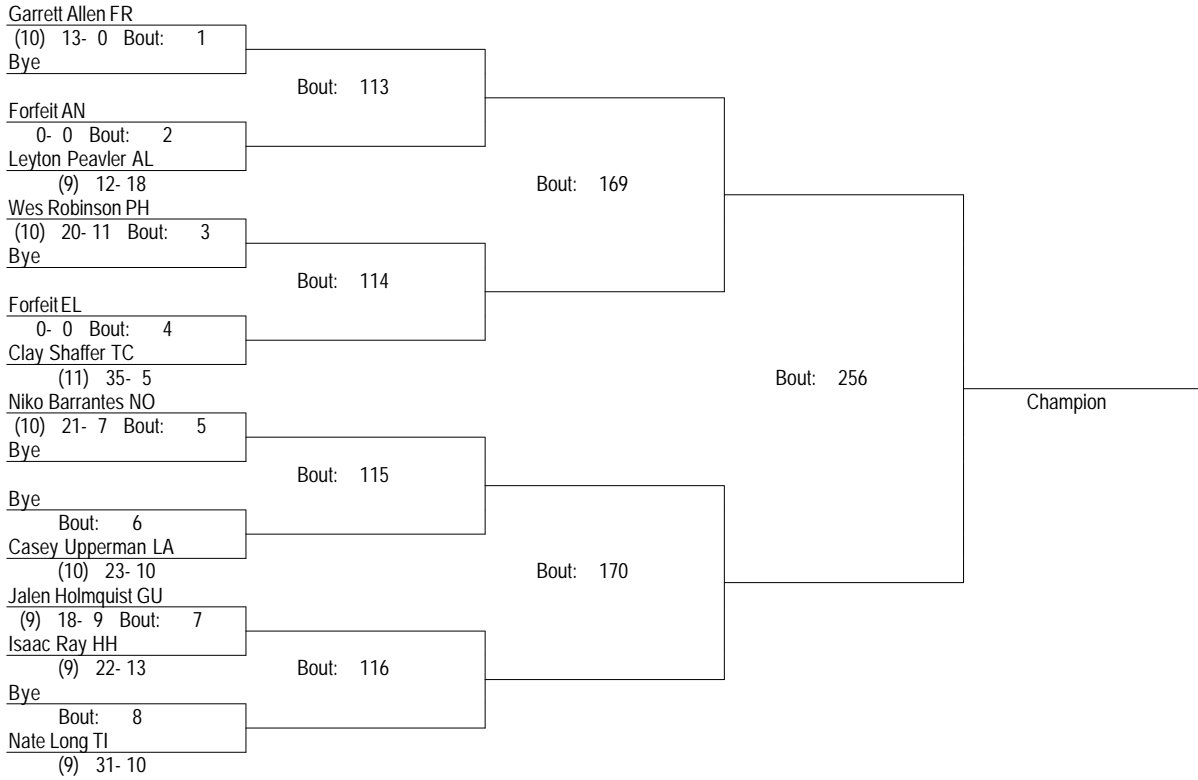 Garrett Allen FR
(10) 13- 0 Bout: 1
Bye
Bout: 113
Forfeit AN
0- 0 Bout: 2
Leyton Peavler AL
(9) 12- 18
Bout: 169
Wes Robinson PH
(10) 20- 11 Bout: 3
Bye
Bout: 114
Forfeit EL
0- 0 Bout: 4
Clay Shaffer TC
(11) 35- 5
Bout: 256
Champion
Niko Barrantes NO
(10) 21- 7 Bout: 5
Bye
Bout: 115
Bye
Bout: 6
Casey Upperman LA
(10) 23- 10
Bout: 170
Jalen Holmquist GU
(9) 18- 9 Bout: 7
Isaac Ray HH
(9) 22- 13
Bout: 116
Bye
Bout: 8
Nate Long TI
(9) 31- 10